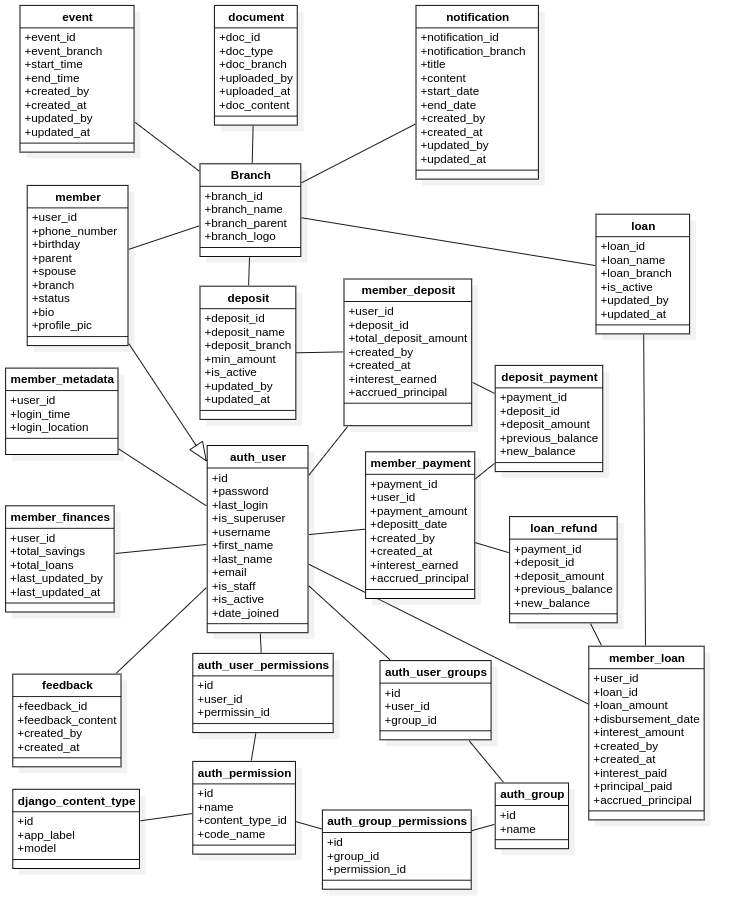 event
+event_id
+event_branch
+start_time
+end_time
+created_by
+created_at
+updated_by
+updated_at
document
+doc_id
+doc_type
+doc_branch
+uploaded_by
+uploaded_at
+doc_content
notification
+notification_id
+notification_branch
+title
+content
+start_date
+end_date
+created_by
+created_at
+updated_by
+updated_at
Branch
+branch_id
+branch_name
+branch_parent
+branch_logo
member
+user_id
+phone_number
+birthday
+parent
+spouse
+branch
+status
+bio
+profile_pic
loan
+loan_id
+loan_name
+loan_branch
+is_active
+updated_by
+updated_at
deposit
+deposit_id
+deposit_name
+deposit_branch
+min_amount
+is_active
+updated_by
+updated_at
member_deposit
+user_id
+deposit_id
+total_deposit_amount
+created_by
+created_at
+interest_earned
+accrued_principal
member_metadata
+user_id
+login_time
+login_location
deposit_payment
+payment_id
+deposit_id
+deposit_amount
+previous_balance
+new_balance
auth_user
+id
+password
+last_login
+is_superuser
+username
+first_name
+last_name
+email
+is_staff
+is_active
+date_joined
member_payment
+payment_id
+user_id
+payment_amount
+depositt_date
+created_by
+created_at
+interest_earned
+accrued_principal
member_finances
+user_id
+total_savings
+total_loans
+last_updated_by
+last_updated_at
loan_refund
+payment_id
+deposit_id
+deposit_amount
+previous_balance
+new_balance
feedback
+feedback_id
+feedback_content
+created_by
+created_at
auth_user_permissions
+id
+user_id
+permissin_id
auth_user_groups
+id
+user_id
+group_id
member_loan
+user_id
+loan_id
+loan_amount
+disbursement_date
+interest_amount
+created_by
+created_at
+interest_paid
+principal_paid
+accrued_principal
django_content_type
+id
+app_label
+model
auth_permission
+id
+name
+content_type_id
+code_name
auth_group_permissions
+id
+group_id
+permission_id
auth_group
+id
+name